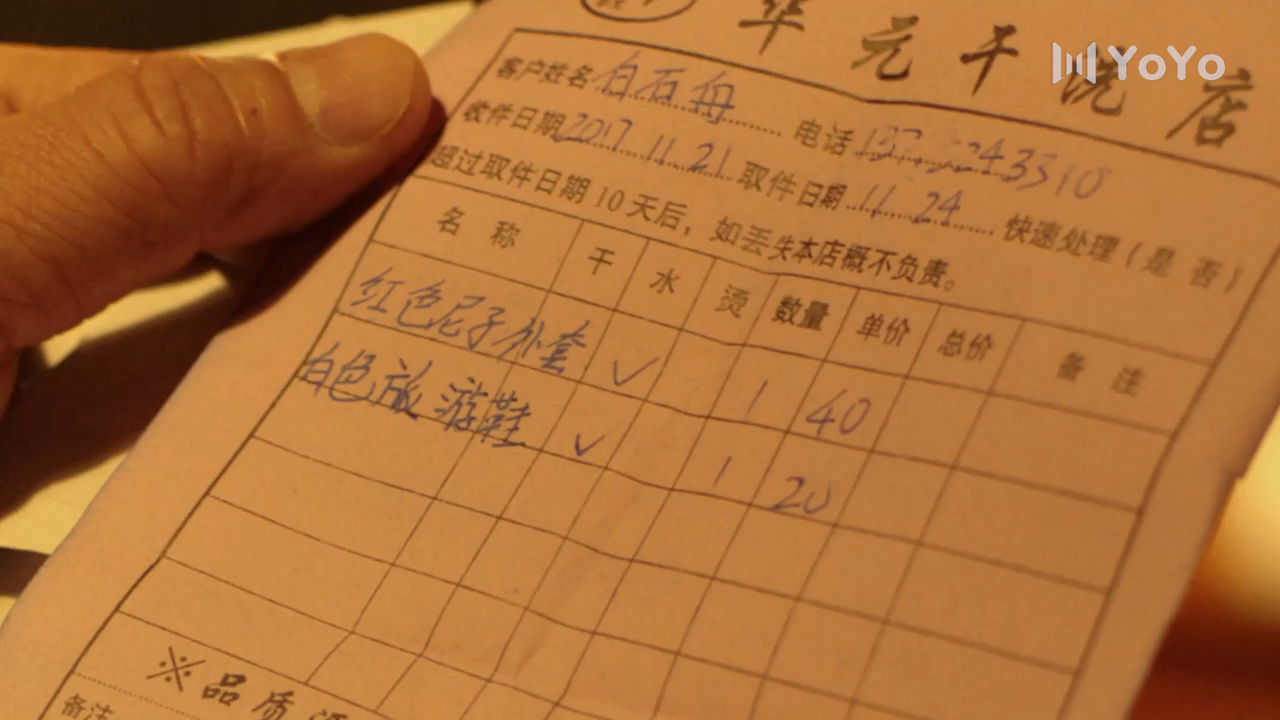 华元干洗店
YOYO
客户姓名 白石舟 电话
收件日期 2017 11 21 取件日期 11 24 快速处理(是 否)
超过取件日期10天后，如丢失本店概不负责。
名 称 干 水 烫 数量 单价 总价 备 注
红色尼子外套 ✓ 1 40
白色旅游鞋 ✓ 1 20
※品质
备注